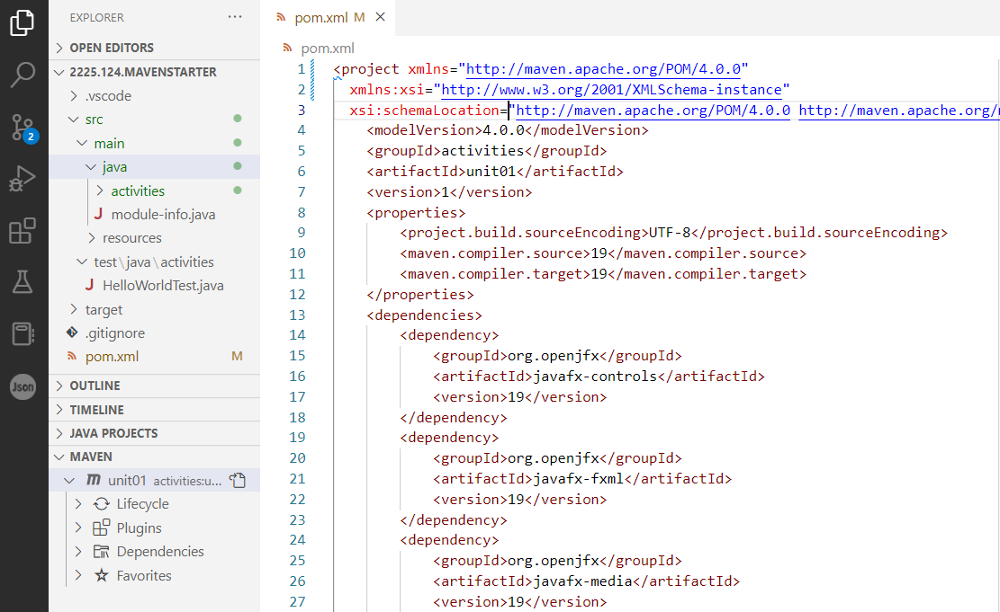 EXPLORER
OPEN EDITORS
2225.124.MAVENSTARTER
.vscode
src
main
java
activities
J module-info.java
resources
test\java\activities
J HelloWorldTest.java
target
.gitignore
pom.xml M
OUTLINE
TIMELINE
JAVA PROJECTS
MAVEN
m unit01 activities:u...
Lifecycle
Plugins
Dependencies
Favorites
2
Json
pom.xml M
pom.xml
1 <project xmlns="http://maven.apache.org/POM/4.0.0"
2 xmlns:xsi="http://www.w3.org/2001/XMLSchema-instance"
3 xsi:schemaLocation="http://maven.apache.org/POM/4.0.0 http://maven.apache.org/
4 <modelVersion>4.0.0</modelVersion>
5 <groupId>activities</groupId>
6 <artifactId>unit01</artifactId>
7 <version>1</version>
8 <properties>
9 <project.build.sourceEncoding>UTF-8</project.build.sourceEncoding>
10 <maven.compiler.source>19</maven.compiler.source>
11 <maven.compiler.target>19</maven.compiler.target>
12 </properties>
13 <dependencies>
14 <dependency>
15 <groupId>org.openjfx</groupId>
16 <artifactId>javafx-controls</artifactId>
17 <version>19</version>
18 </dependency>
19 <dependency>
20 <groupId>org.openjfx</groupId>
21 <artifactId>javafx-fxml</artifactId>
22 <version>19</version>
23 </dependency>
24 <dependency>
25 <groupId>org.openjfx</groupId>
26 <artifactId>javafx-media</artifactId>
27 <version>19</version>